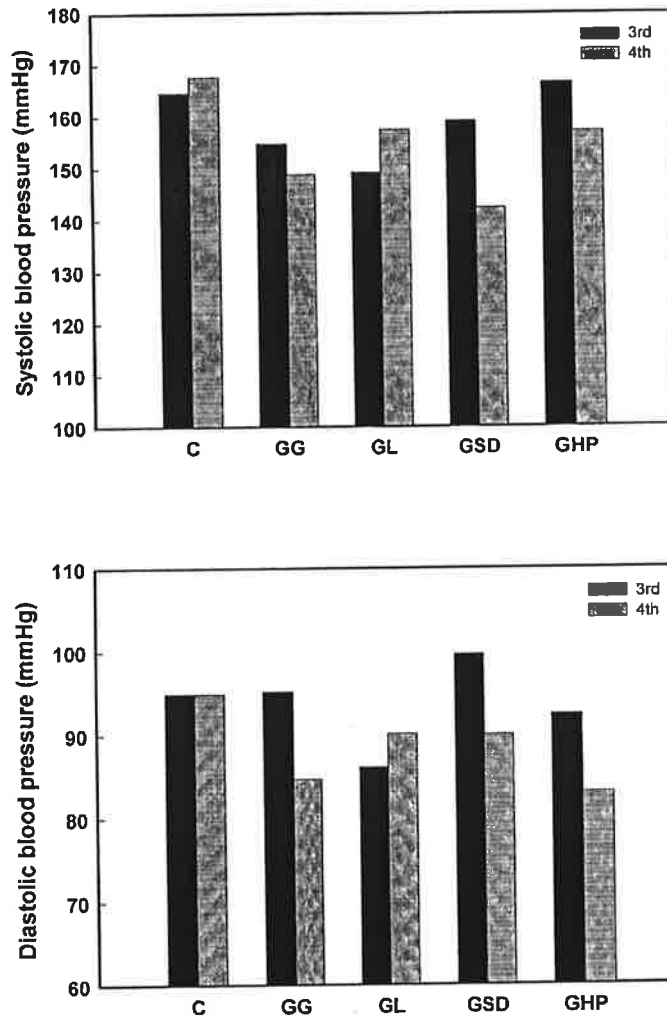 Systolic blood pressure (mmHg)
180
170
160
150
140
130
120
110
100
3rd
4th
C GG GL GSD GHP
Diastolic blood pressure (mmHg)
110
100
90
80
70
60
3rd
4th
C GG GL GSD GHP